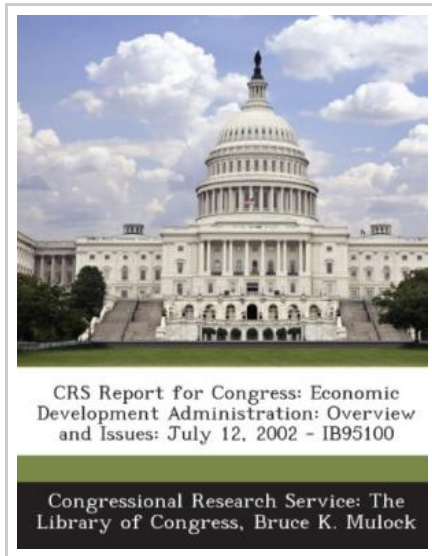 CRS Report for Congress: Economic
Development Administration: Overview
and Issues: July 12, 2002 - IB95100
Congressional Research Service: The
Library of Congress, Bruce K. Mulock